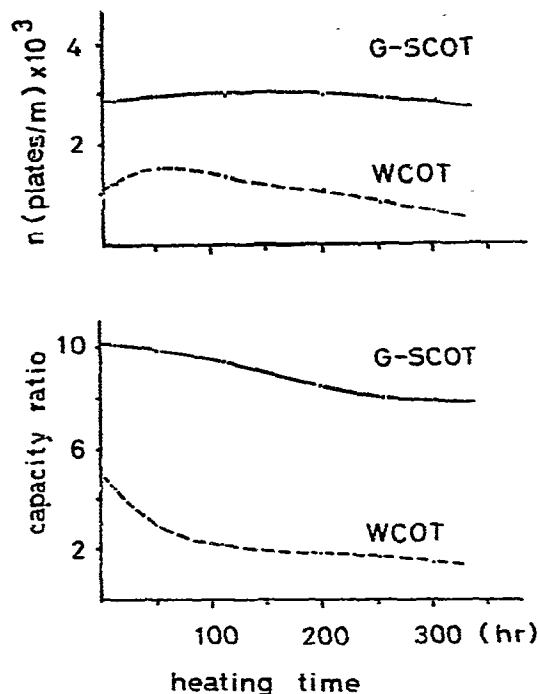 n (plates/m) x10³
4
2
G-SCOT
WCOT
capacity ratio
10
6
2
G-SCOT
WCOT
100 200 300 (hr)
heating time